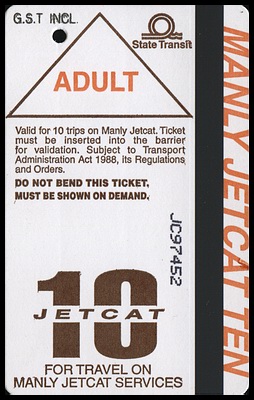 G.S.T INCL.
State Transit
ADULT
Valid for 10 trips on Manly Jetcat. Ticket
must be inserted into the barrier
for validation. Subject to Transport
Administration Act 1988, its Regulations
and Orders.
DO NOT BEND THIS TICKET,
MUST BE SHOWN ON DEMAND.
JC97452
10
JETCAT
FOR TRAVEL ON
MANLY JETCAT SERVICES
MANLY JETCAT TEN